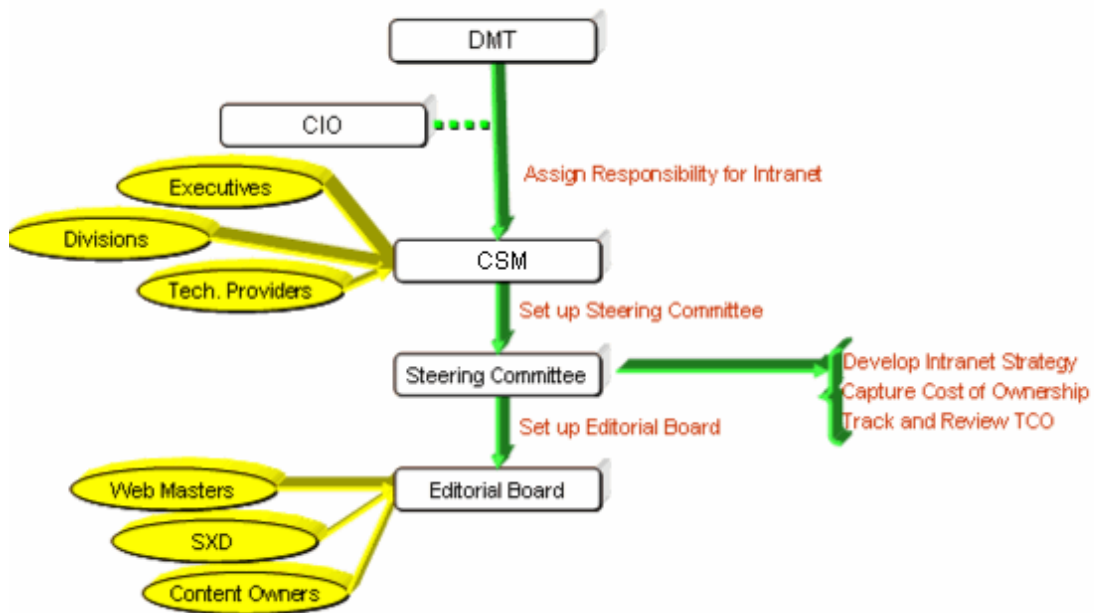 DMT
CIO
Assign Responsibility for Intranet
Executives
Divisions
Tech. Providers
CSM
Set up Steering Committee
Steering Committee
Develop Intranet Strategy
Capture Cost of Ownership
Track and Review TCO
Set up Editorial Board
Web Masters
Editorial Board
SXD
Content Owners